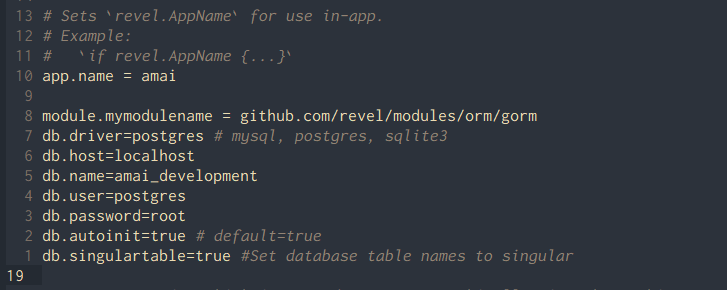 13 # Sets `revel.AppName` for use in-app.
12 # Example:
11 #   `if revel.AppName {...}`
10 app.name = amai
9
8 module.mymodulename = github.com/revel/modules/orm/gorm
7 db.driver=postgres # mysql, postgres, sqlite3
6 db.host=localhost
5 db.name=amai_development
4 db.user=postgres
3 db.password=root
2 db.autoinit=true # default=true
1 db.singulartable=true #Set database table names to singular
19